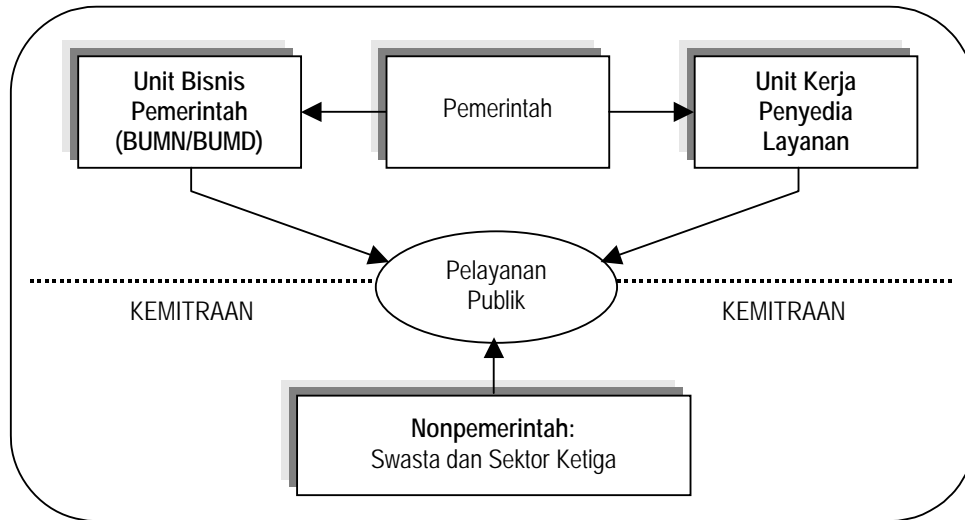 Unit Bisnis
Pemerintah
(BUMN/BUMD)
Pemerintah
Unit Kerja
Penyedia
Layanan
Pelayanan
Publik
KEMITRAAN
KEMITRAAN
Nonpemerintah:
Swasta dan Sektor Ketiga